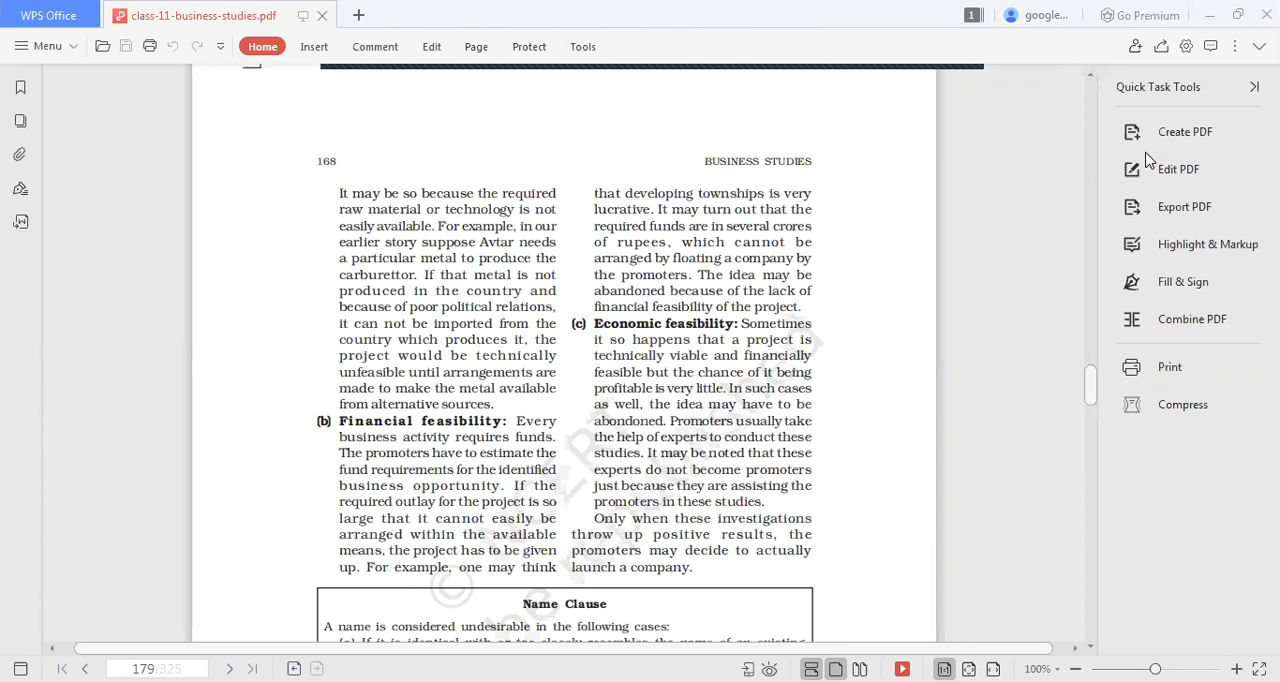 WPS Office
class-11-business-studies.pdf
1
google...
Go Premium
Menu
Home
Insert
Comment
Edit
Page
Protect
Tools
168
BUSINESS STUDIES
It may be so because the required
raw material or technology is not
easily available. For example, in our
earlier story suppose Avtar needs
a particular metal to produce the
carburettor. If that metal is not
produced in the country and
because of poor political relations,
it can not be imported from the
country which produces it, the
project would be technically
unfeasible until arrangements are
made to make the metal available
from alternative sources.
(b) Financial feasibility: Every
business activity requires funds.
The promoters have to estimate the
fund requirements for the identified
business opportunity. If the
required outlay for the project is so
large that it cannot easily be
arranged within the available
means, the project has to be given
up. For example, one may think
that developing townships is very
lucrative. It may turn out that the
required funds are in several crores
of rupees, which cannot be
arranged by floating a company by
the promoters. The idea may be
abandoned because of the lack of
financial feasibility of the project.
(c) Economic feasibility: Sometimes
it so happens that a project is
technically viable and financially
feasible but the chance of it being
profitable is very little. In such cases
as well, the idea may have to be
abondoned. Promoters usually take
the help of experts to conduct these
studies. It may be noted that these
experts do not become promoters
just because they are assisting the
promoters in these studies.
Only when these investigations
throw up positive results, the
promoters may decide to actually
launch a company.
Name Clause
A name is considered undesirable in the following cases:
(a) If it is identical with or too closely resembles the name of an existing
Quick Task Tools
Create PDF
Edit PDF
Export PDF
Highlight & Markup
Fill & Sign
Combine PDF
Print
Compress
179/325
100%